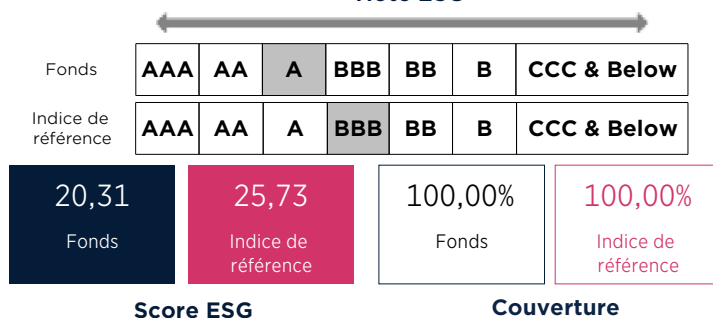 Fonds AAA AA A BBB BB B CCC & Below
Indice de référence AAA AA A BBB BB B CCC & Below
20,31 25,73 100,00% 100,00%
Fonds Indice de référence Fonds Indice de référence
Score ESG Couverture